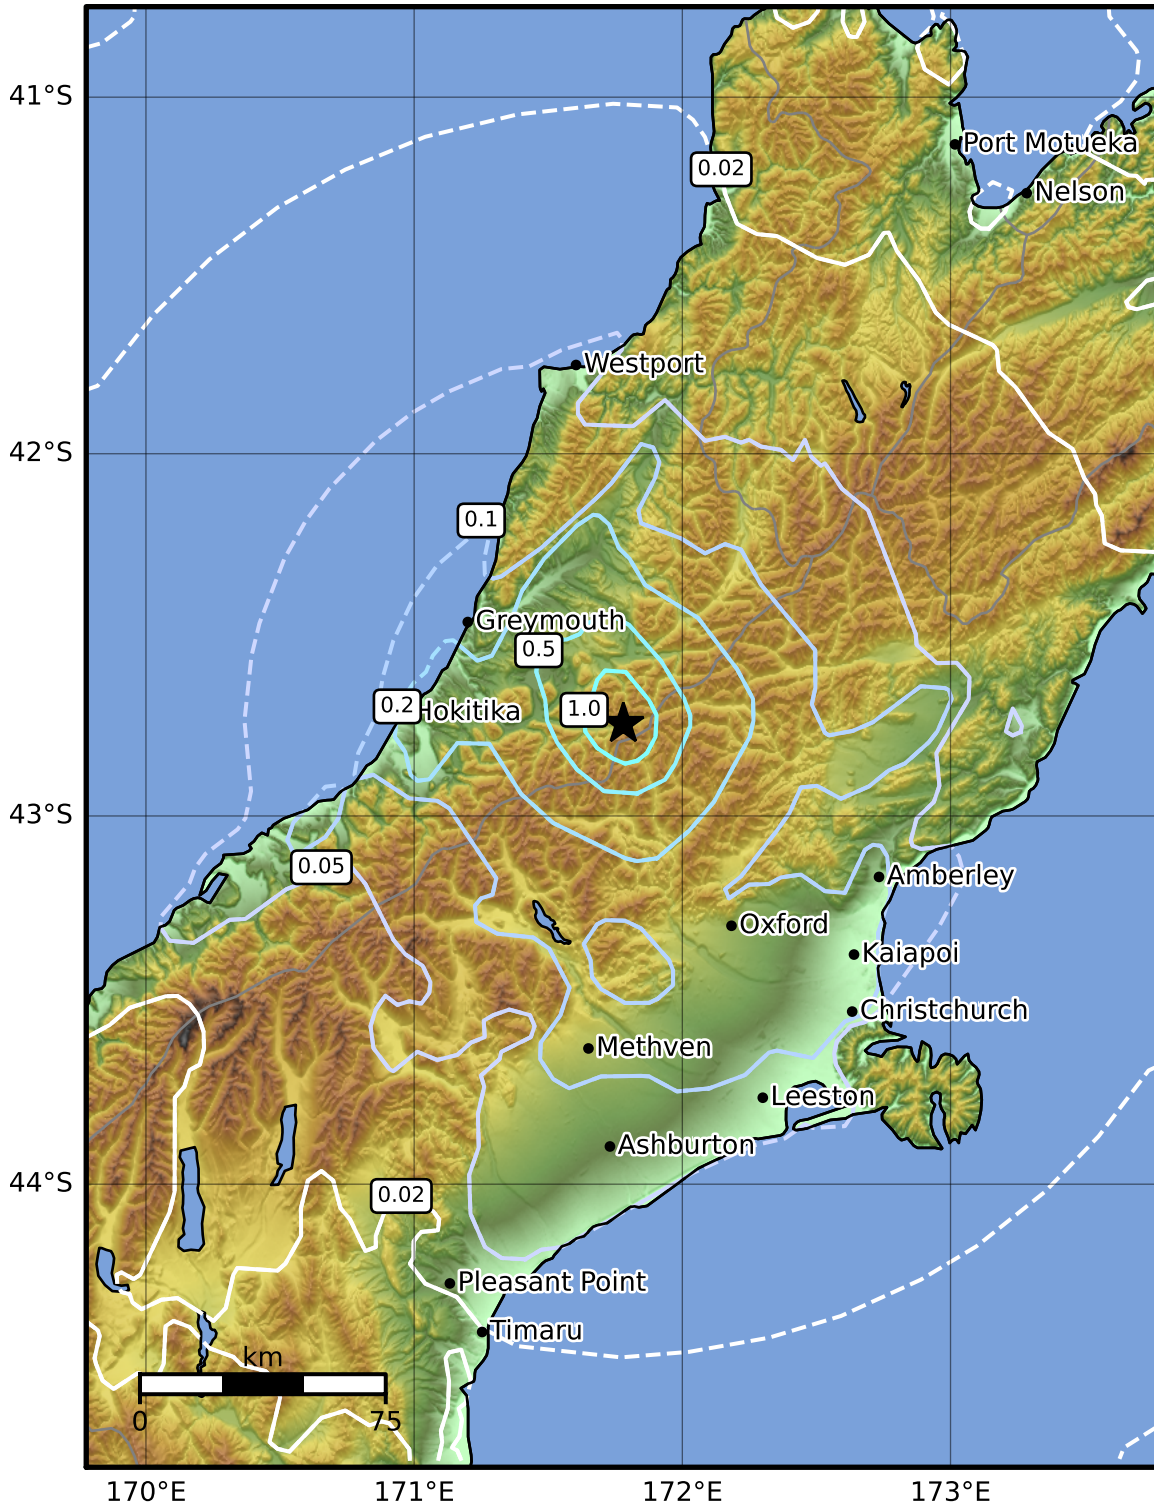 41°S
Port Motueka
0.02
Nelson
Westport
42°S
0.1
Greymouth
0.5
0.2
Hokitika
1.0
43°S
0.05
Amberley
Oxford
Kaiapoi
Christchurch
Methven
Leeston
Ashburton
44°S
0.02
Pleasant Point
Timaru
km
0
75
170°E
171°E
172°E
173°E